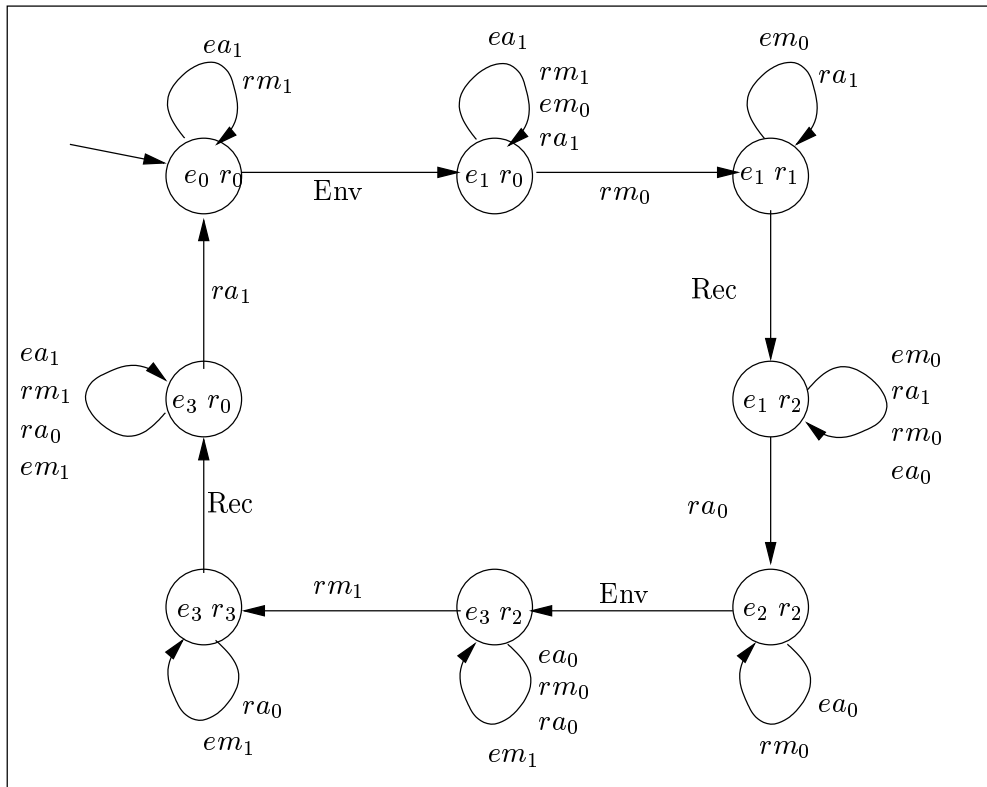 ea₁
rm₁
e₀ r₀
Env
ea₁
rm₁
em₀
ra₁
e₁ r₀
rm₀
em₀
ra₁
e₁ r₁
ra₁
Rec
ea₁
rm₁
ra₀
em₁
e₃ r₀
e₁ r₂
em₀
ra₁
rm₀
ea₀
Rec
ra₀
e₃ r₃
rm₁
e₃ r₂
Env
e₂ r₂
ra₀
em₁
ea₀
rm₀
ra₀
em₁
ea₀
rm₀